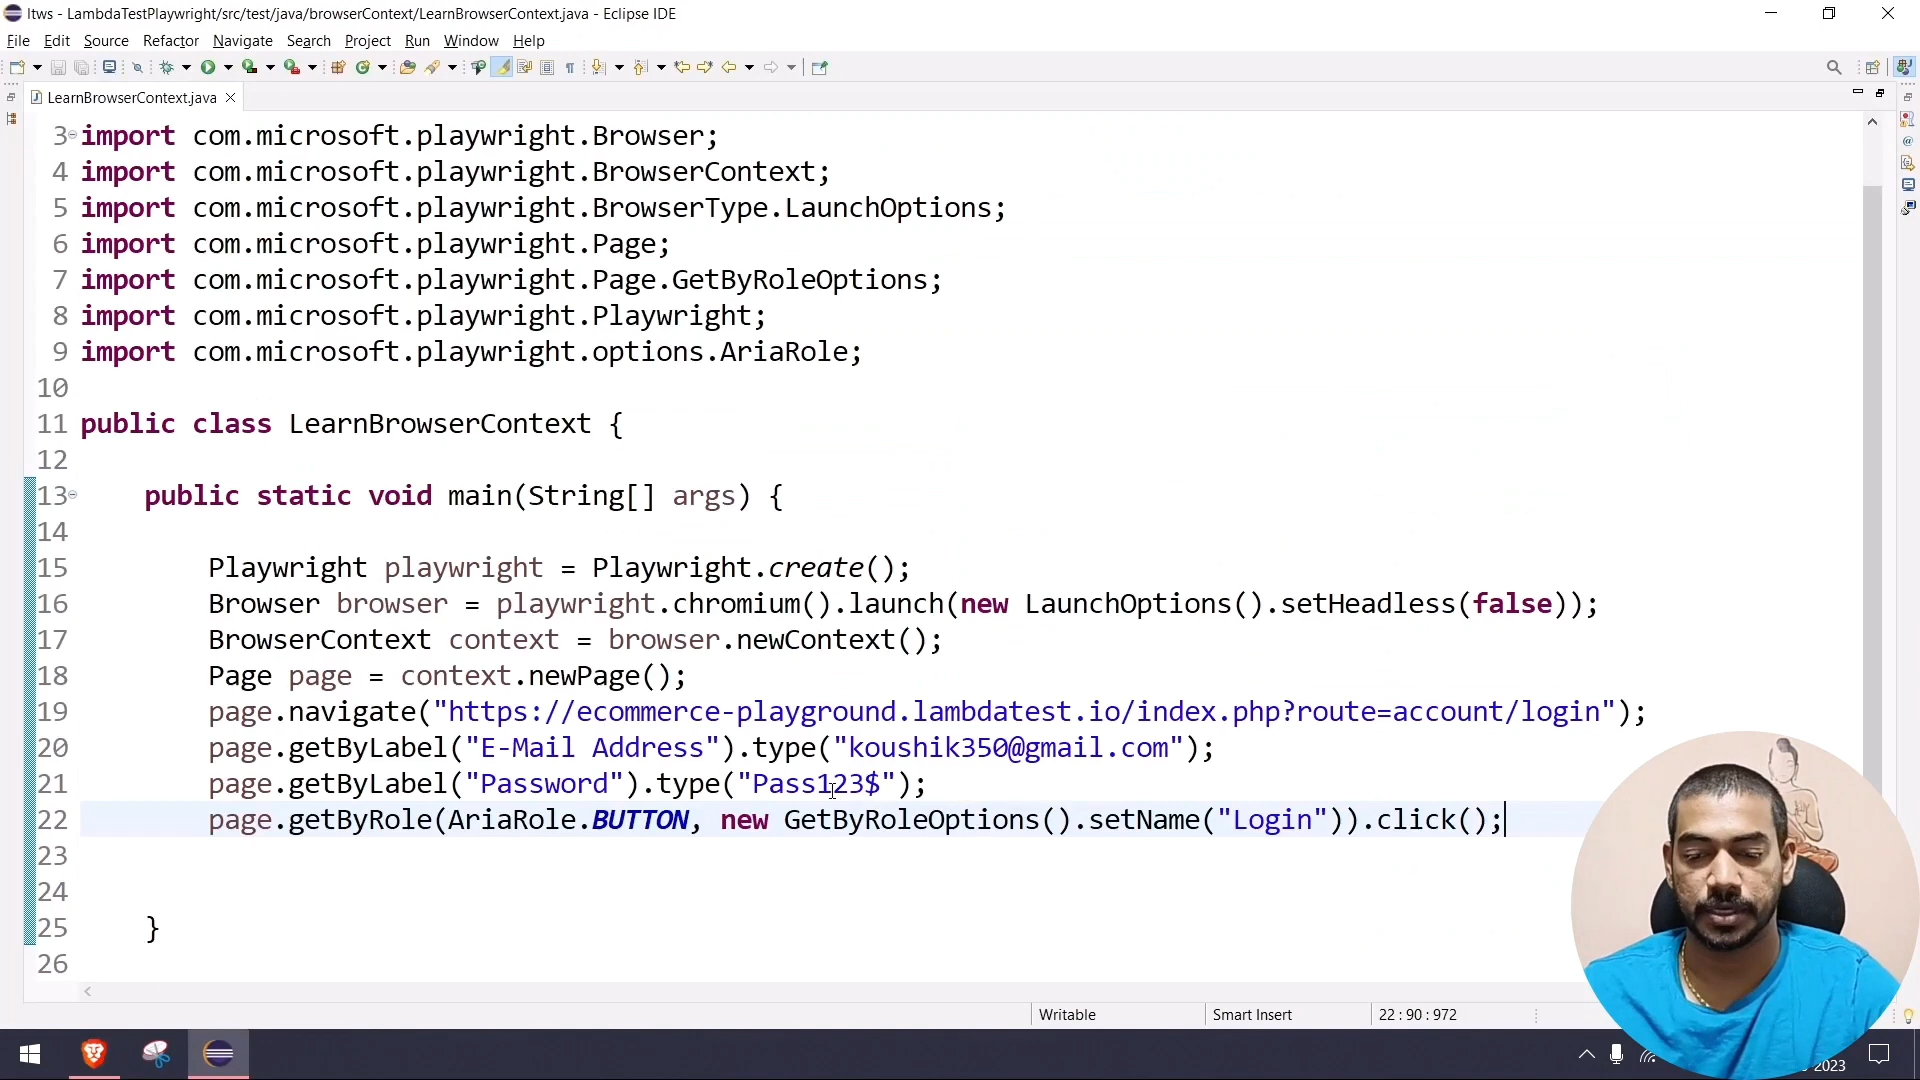 ltws - LambdaTestPlaywright/src/test/java/browserContext/LearnBrowserContext.java - Eclipse IDE
File Edit Source Refactor Navigate Search Project Run Window Help
LearnBrowserContext.java
3 import com.microsoft.playwright.Browser;
4 import com.microsoft.playwright.BrowserContext;
5 import com.microsoft.playwright.BrowserType.LaunchOptions;
6 import com.microsoft.playwright.Page;
7 import com.microsoft.playwright.Page.GetByRoleOptions;
8 import com.microsoft.playwright.Playwright;
9 import com.microsoft.playwright.options.AriaRole;
10
11 public class LearnBrowserContext {
12
13 public static void main(String[] args) {
14
15 Playwright playwright = Playwright.create();
16 Browser browser = playwright.chromium().launch(new LaunchOptions().setHeadless(false));
17 BrowserContext context = browser.newContext();
18 Page page = context.newPage();
19 page.navigate("https://ecommerce-playground.lambdatest.io/index.php?route=account/login");
20 page.getByLabel("E-Mail Address").type("koushik350@gmail.com");
21 page.getByLabel("Password").type("Pass123$");
22 page.getByRole(AriaRole.BUTTON, new GetByRoleOptions().setName("Login")).click();
23
24
25 }
26
Writable Smart Insert 22 : 90 : 972
2023